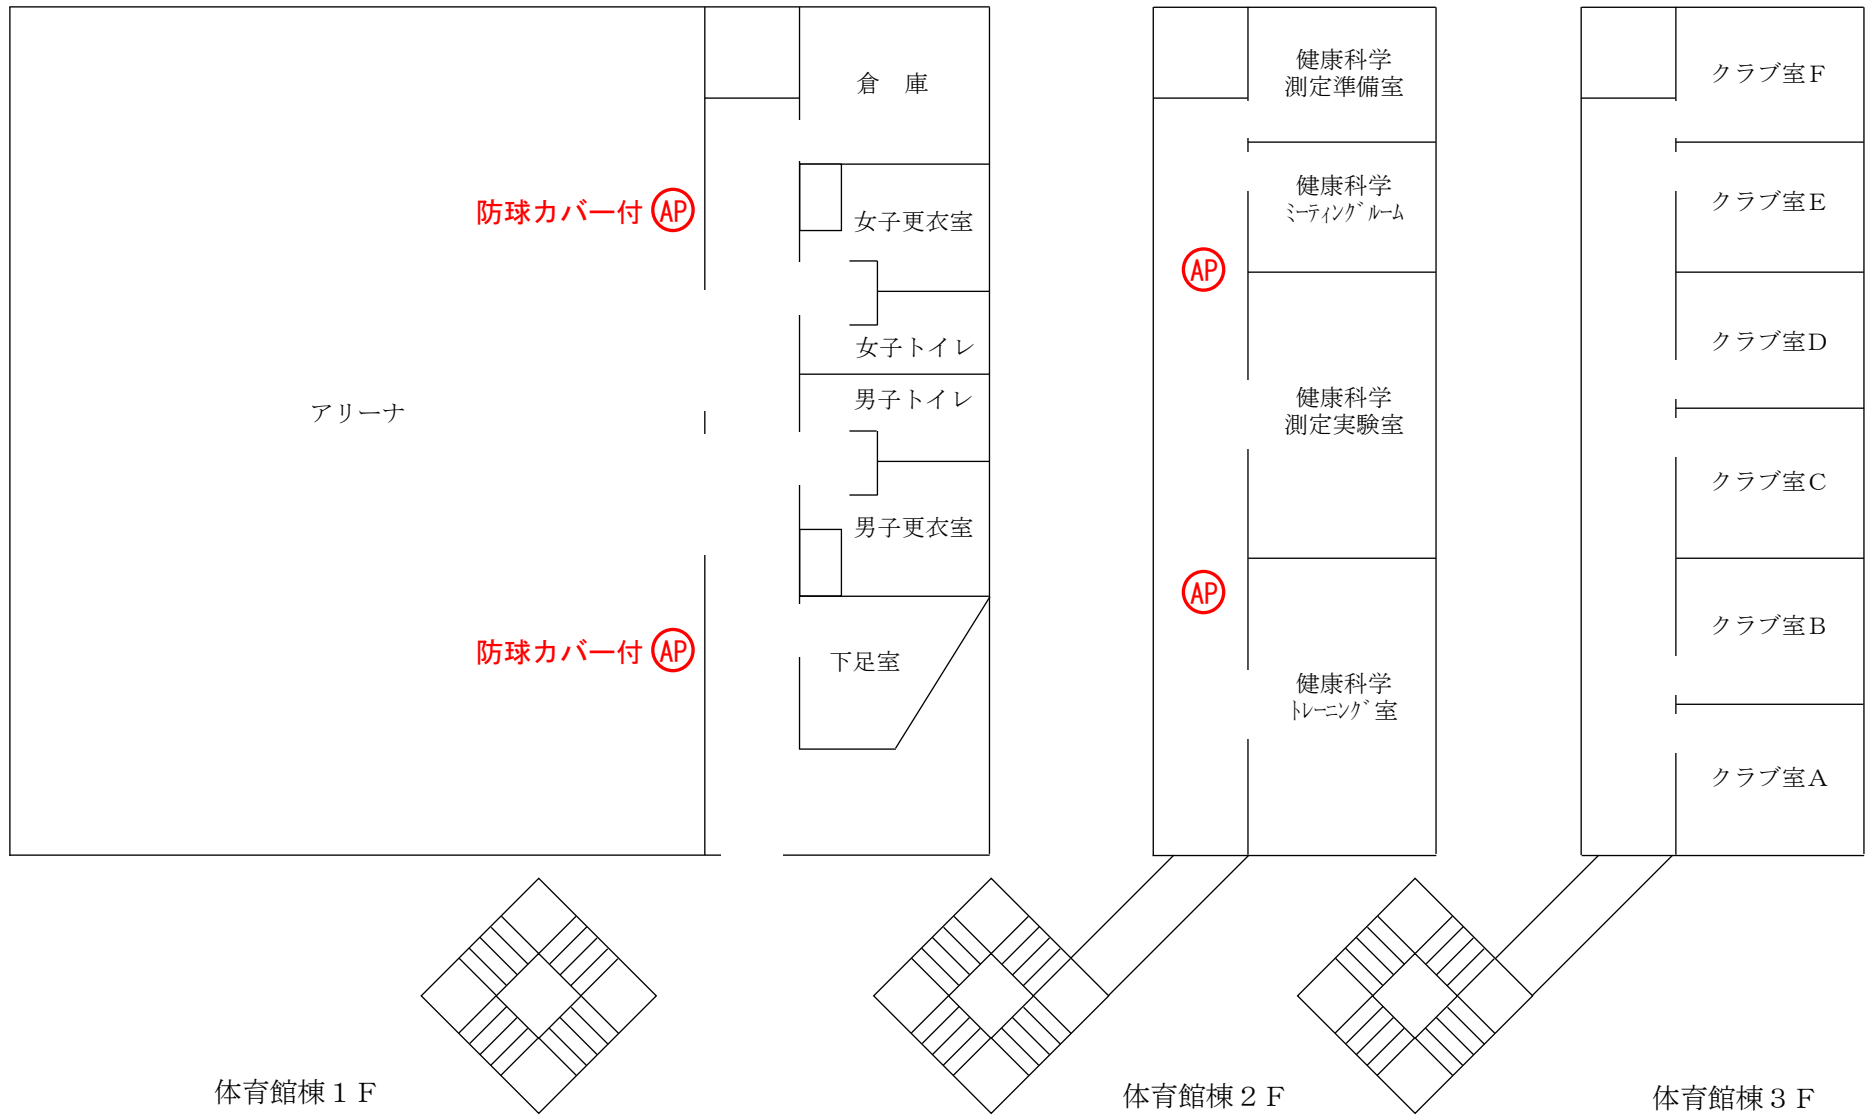 倉　庫
防球カバー付 AP
女子更衣室
女子トイレ
アリーナ
男子トイレ
男子更衣室
防球カバー付 AP
下足室
体育館棟１Ｆ
健康科学
測定準備室
健康科学
ﾐｰﾃｨﾝｸﾞﾙｰﾑ
AP
健康科学
測定実験室
AP
健康科学
ﾄﾚｰﾆﾝｸﾞ室
体育館棟２Ｆ
クラブ室Ｆ
クラブ室Ｅ
クラブ室Ｄ
クラブ室Ｃ
クラブ室Ｂ
クラブ室Ａ
体育館棟３Ｆ